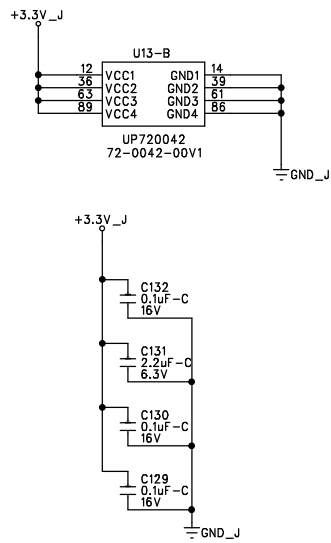 +3.3V_J
U13-B
12 VCC1 GND1 14
36 VCC2 GND2 39
63 VCC3 GND3 61
89 VCC4 GND4 86
UP720042
72-0042-00V1
GND_J
+3.3V_J
C132
0.1uF-C
16V
C131
2.2uF-C
6.3V
C130
0.1uF-C
16V
C129
0.1uF-C
16V
GND_J